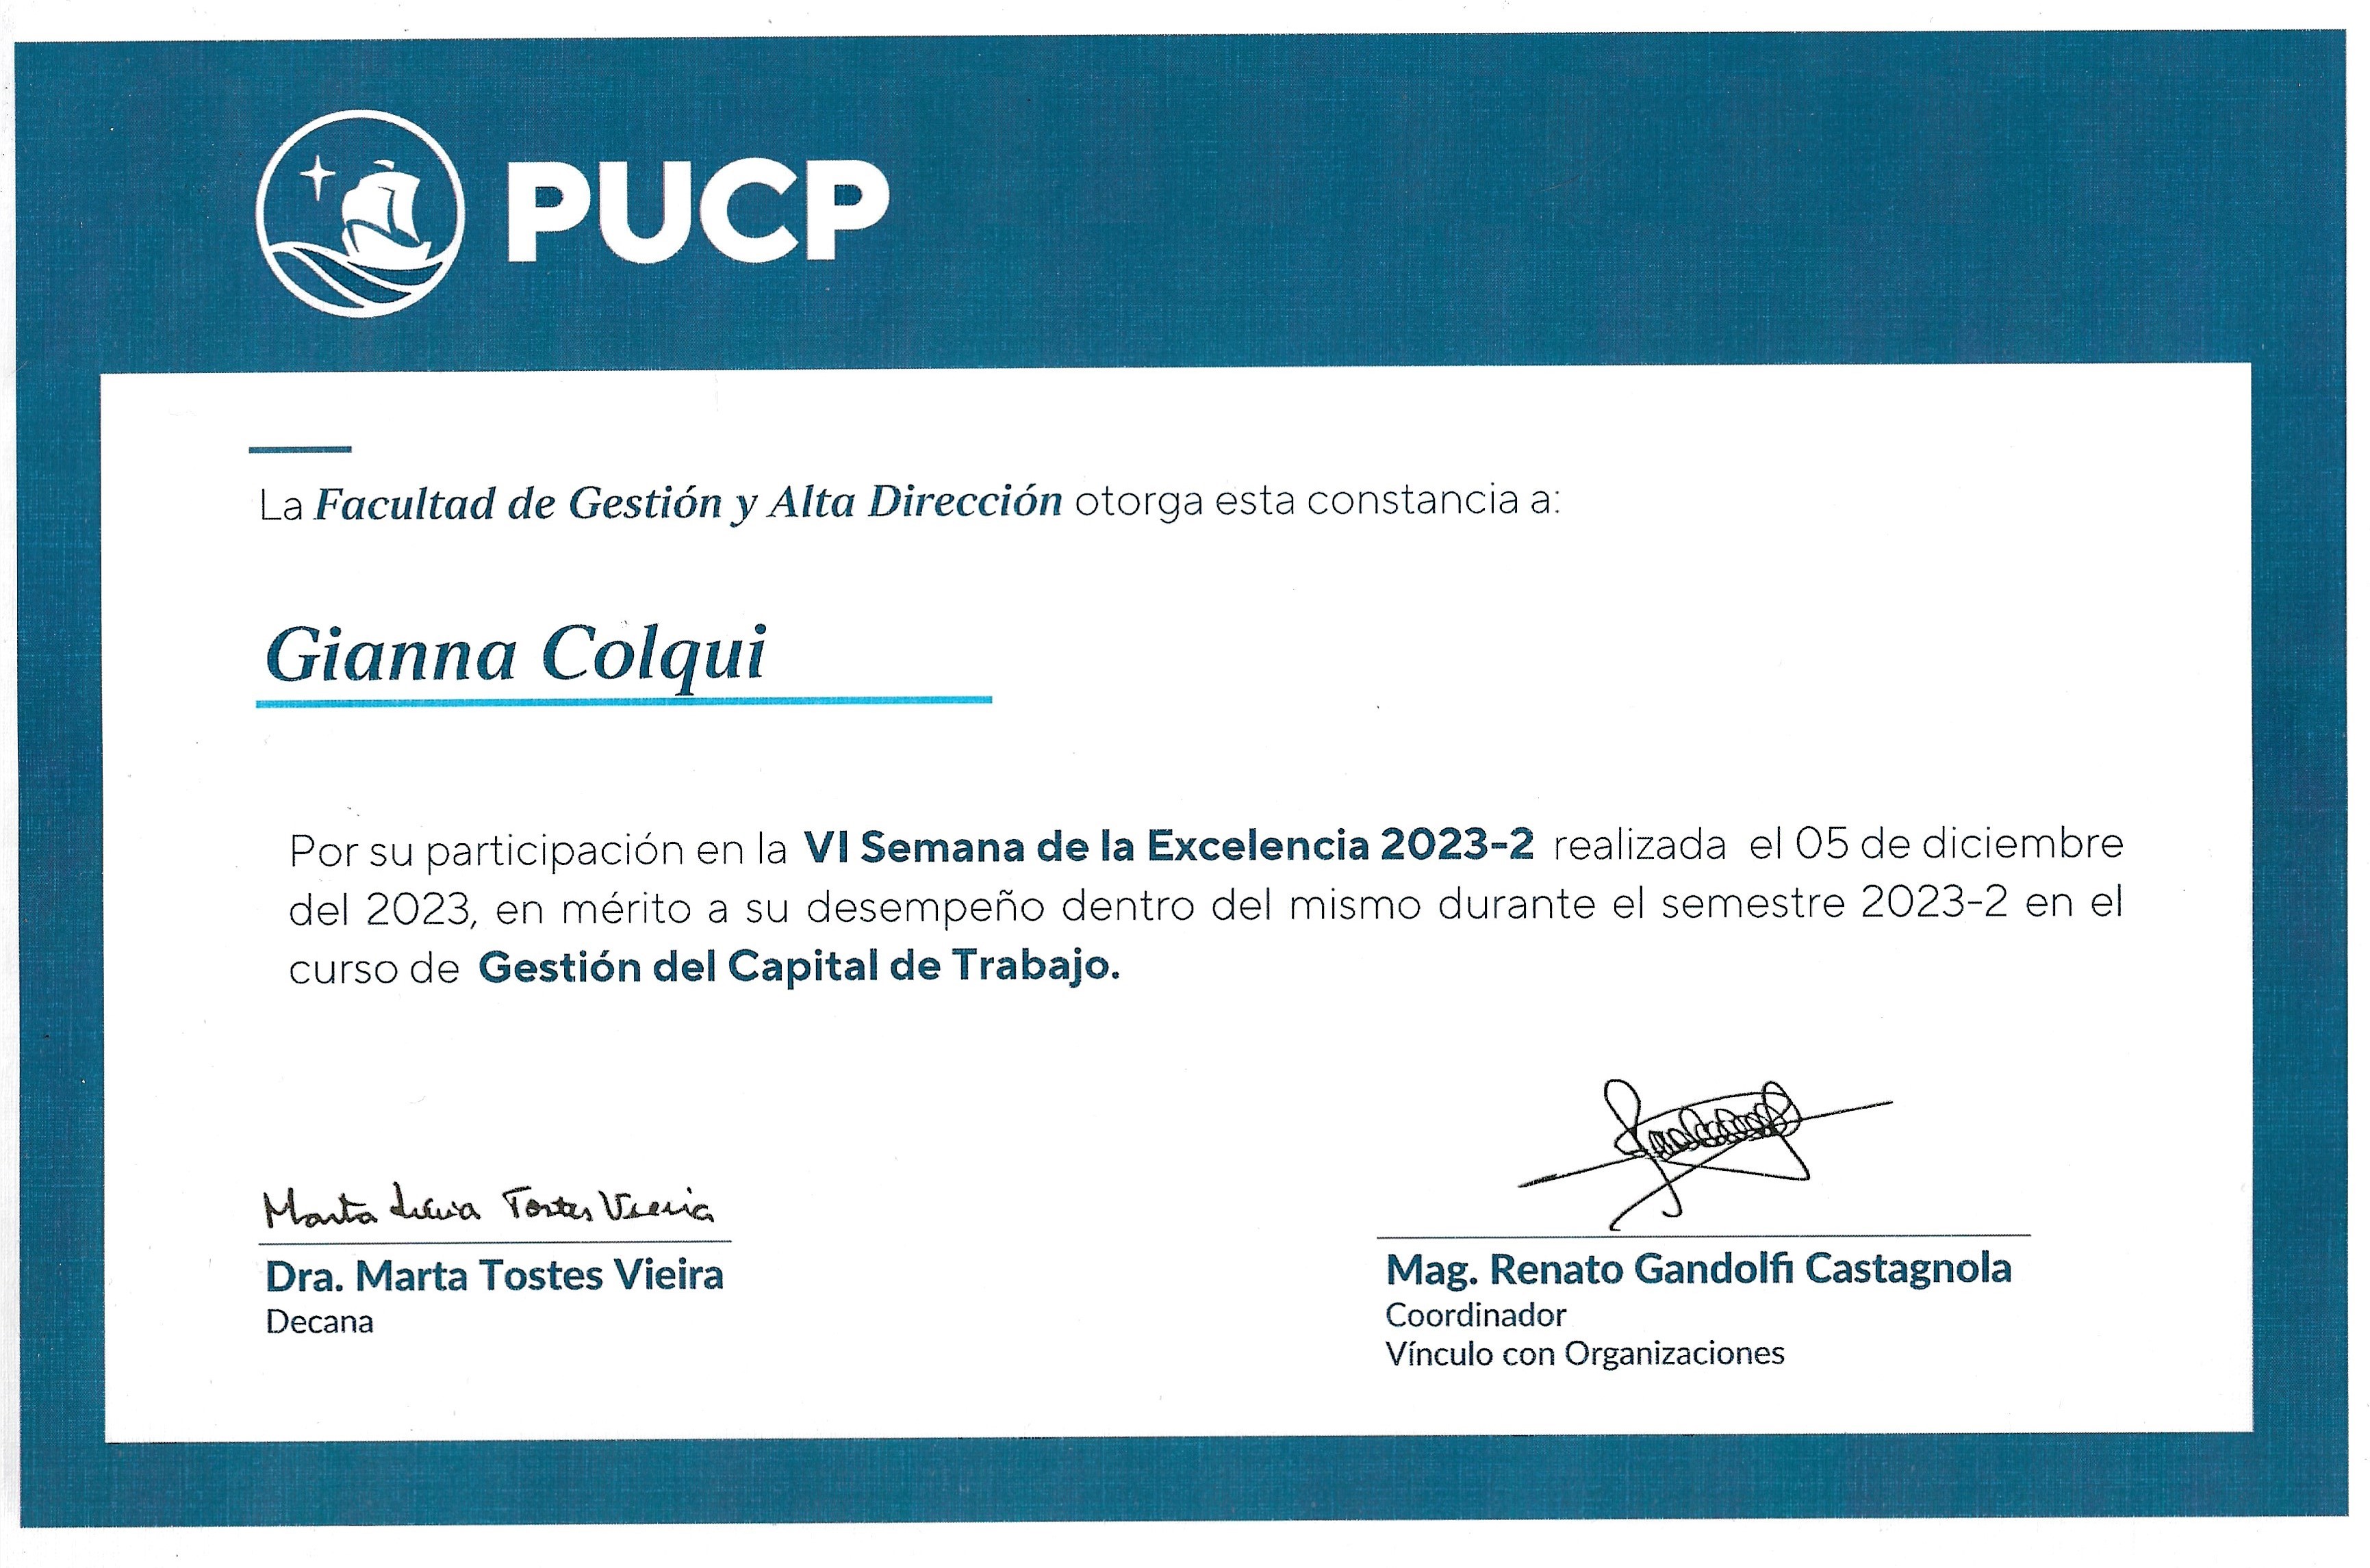 PUCP
La Facultad de Gestión y Alta Dirección otorga esta constancia a:
Gianna Colqui
Por su participación en la VI Semana de la Excelencia 2023-2 realizada el 05 de diciembre
del 2023, en mérito a su desempeño dentro del mismo durante el semestre 2023-2 en el
curso de Gestión del Capital de Trabajo.
Marta Lucia Tostes Vieira
Dra. Marta Tostes Vieira
Decana
Mag. Renato Gandolfi Castagnola
Coordinador
Vínculo con Organizaciones